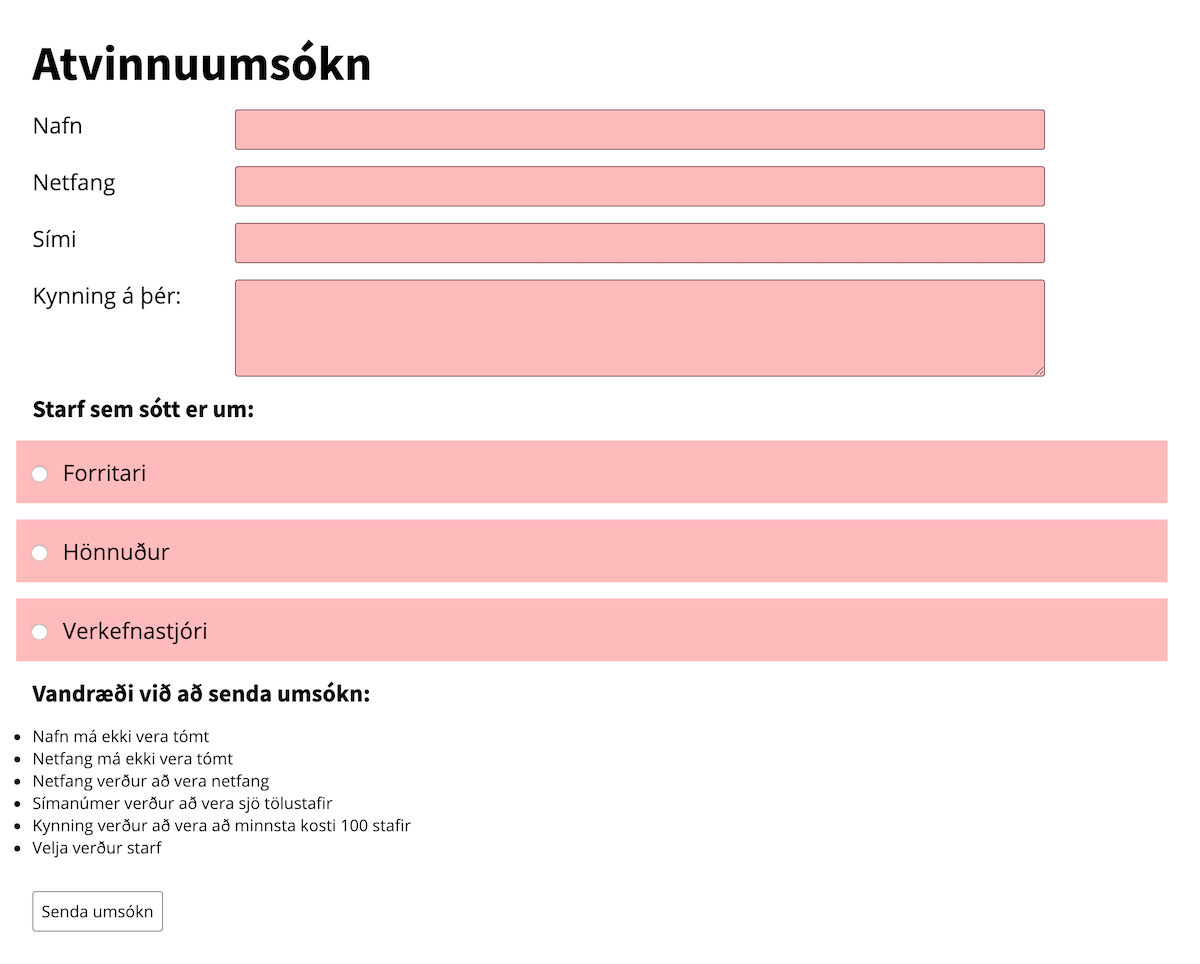 Atvinnuumsókn
Nafn
Netfang
Sími
Kynning á þér:
Starf sem sótt er um:
Forritari
Hönnuður
Verkefnastjóri
Vandræði við að senda umsókn:
Nafn má ekki vera tómt
Netfang má ekki vera tómt
Netfang verður að vera netfang
Símanúmer verður að vera sjö tölustafir
Kynning verður að vera að minnsta kosti 100 stafir
Velja verður starf
Senda umsókn